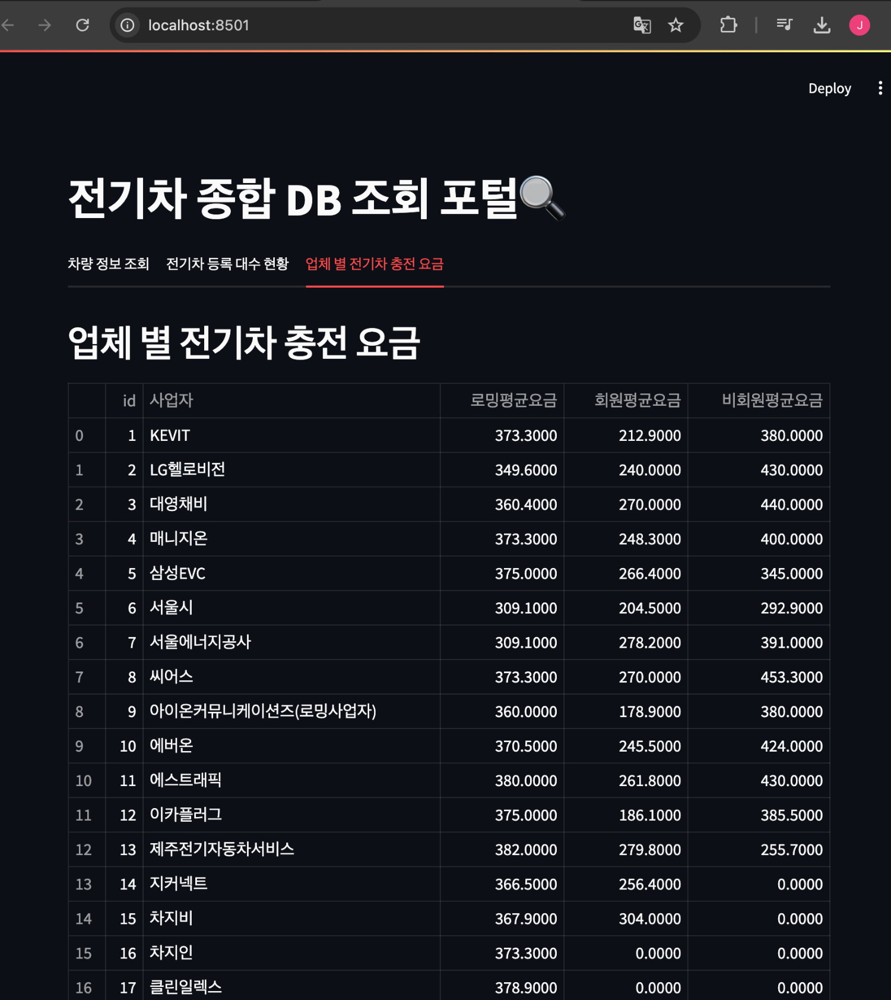 localhost:8501
J
Deploy
전기차 종합 DB 조회 포털
차량 정보 조회 전기차 등록 대수 현황 업체 별 전기차 충전 요금
업체 별 전기차 충전 요금
id 사업자 로밍평균요금 회원평균요금 비회원평균요금
0 1 KEVIT 373.3000 212.9000 380.0000
1 2 LG헬로비전 349.6000 240.0000 430.0000
2 3 대영채비 360.4000 270.0000 440.0000
3 4 매니지온 373.3000 248.3000 400.0000
4 5 삼성EVC 375.0000 266.4000 345.0000
5 6 서울시 309.1000 204.5000 292.9000
6 7 서울에너지공사 309.1000 278.2000 391.0000
7 8 씨어스 373.3000 270.0000 453.3000
8 9 아이온커뮤니케이션즈(로밍사업자) 360.0000 178.9000 380.0000
9 10 에버온 370.5000 245.5000 424.0000
10 11 에스트래픽 380.0000 261.8000 430.0000
11 12 이카플러그 375.0000 186.1000 385.5000
12 13 제주전기자동차서비스 382.0000 279.8000 255.7000
13 14 지커넥트 366.5000 256.4000 0.0000
14 15 차지비 367.9000 304.0000 0.0000
15 16 차지인 373.3000 0.0000 0.0000
16 17 클린일렉스 378.9000 0.0000 0.0000